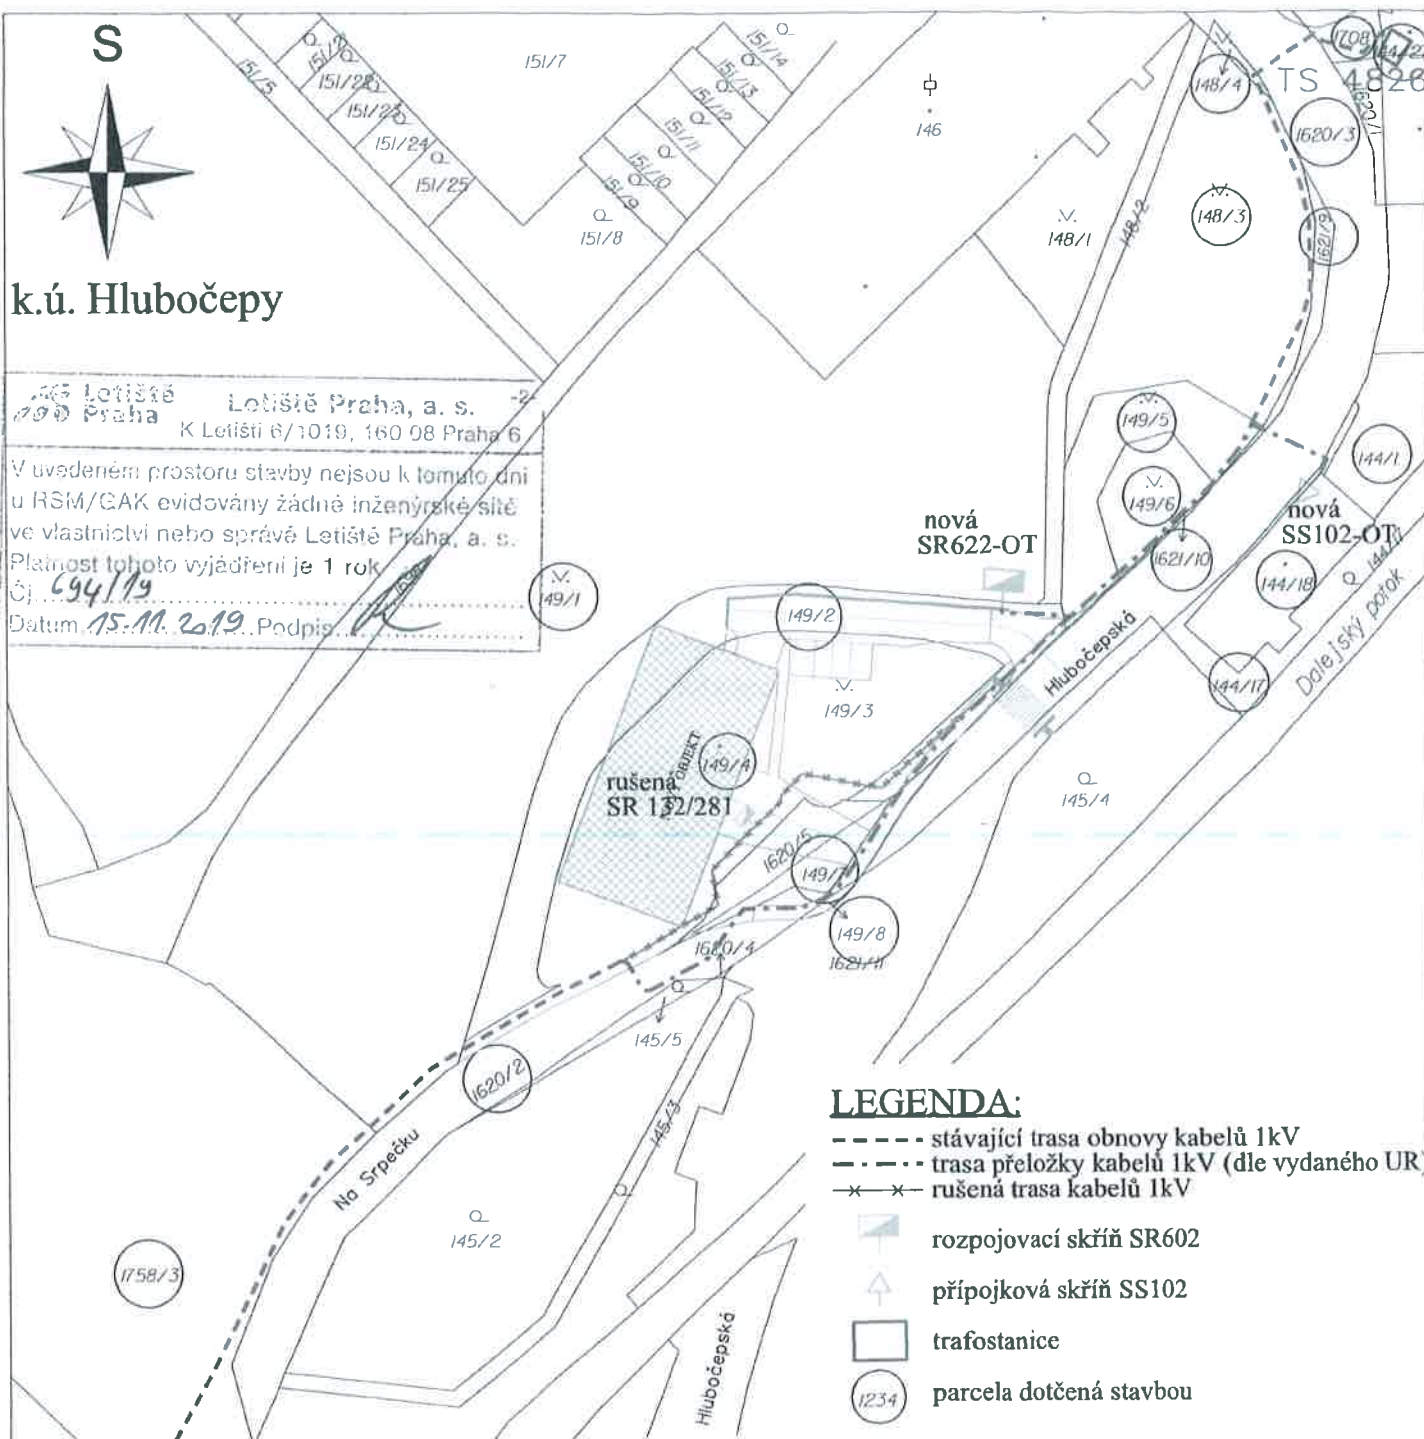 S
k.ú. Hlubočepy
Letiště
Praha
Letiště Praha, a. s.
-2-
K Letišti 6/1019, 160 08 Praha 6
V uvedeném prostoru stavby nejsou k tomuto dni
u RSM/GAK evidovány žádné inženýrské sítě
ve vlastnictví nebo správě Letiště Praha, a. s.
Platnost tohoto vyjádření je 1 rok
Čj. 694/19
Datum 15.11.2019 Podpis
151/5
151/22
151/23
151/24
151/25
151/7
151/14
151/13
151/12
151/11
151/10
151/9
151/8
146
148/1
148/2
148/4
148/3
1708
TS 4826
1620/1
1620/3
1621/9
149/5
149/6
1621/10
144/1
144/18
144/17
nová
SR622-OT
nová
SS102-OT
Dalejský potok
Hlubočepská
149/1
149/2
149/3
149/4
OBJEKT
rušená
SR 132/281
1620/5
149/7
149/8
1621/11
1620/4
145/4
145/5
1620/2
145/3
Na Srpečku
145/2
1758/3
Hlubočepská
LEGENDA:
stávající trasa obnovy kabelů 1kV
trasa přeložky kabelů 1kV (dle vydaného UR)
rušená trasa kabelů 1kV
rozpojovací skříň SR602
přípojková skříň SS102
trafostanice
1234 parcela dotčená stavbou